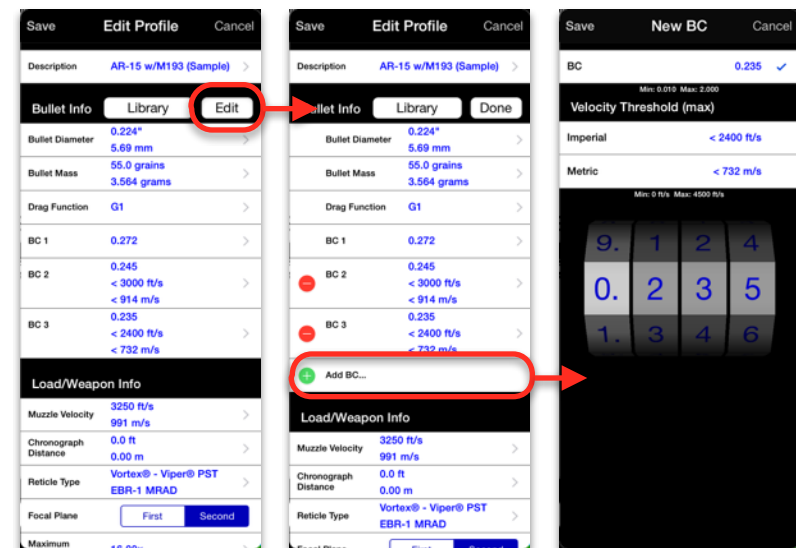 Save Edit Profile Cancel
Description AR-15 w/M193 (Sample)
Bullet Info Library Edit
Bullet Diameter 0.224"
5.69 mm
Bullet Mass 55.0 grains
3.564 grams
Drag Function G1
BC 1 0.272
BC 2 0.245
< 3000 ft/s
< 914 m/s
BC 3 0.235
< 2400 ft/s
< 732 m/s
Load/Weapon Info
Muzzle Velocity 3250 ft/s
991 m/s
Chronograph Distance 0.0 ft
0.00 m
Reticle Type Vortex® - Viper® PST
EBR-1 MRAD
Focal Plane First Second
Maximum
Save Edit Profile Cancel
Description AR-15 w/M193 (Sample)
Info Library Done
Bullet Diameter 0.224"
5.69 mm
Bullet Mass 55.0 grains
3.564 grams
Drag Function G1
BC 1 0.272
BC 2 0.245
< 3000 ft/s
< 914 m/s
BC 3 0.235
< 2400 ft/s
< 732 m/s
Add BC...
Load/Weapon Info
Muzzle Velocity 3250 ft/s
991 m/s
Chronograph Distance 0.0 ft
0.00 m
Reticle Type Vortex® - Viper® PST
EBR-1 MRAD
Save New BC Cancel
BC 0.235
Min: 0.010 Max: 2.000
Velocity Threshold (max)
Imperial < 2400 ft/s
Metric < 732 m/s
Min: 0 ft/s Max: 4500 ft/s
9. 1 2 4
0. 2 3 5
1. 3 4 6